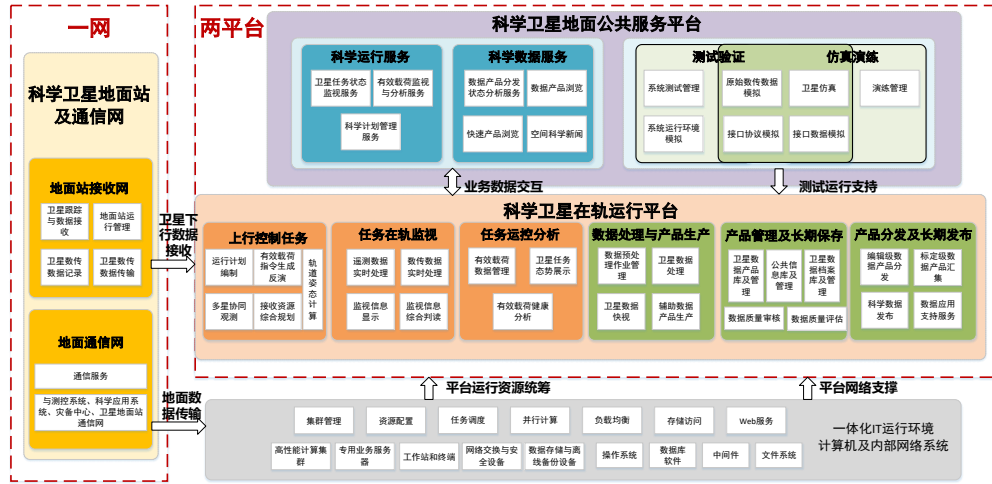 一网
科学卫星地面站
及通信网
地面站接收网
卫星跟踪
与数据接
收
地面站运
行管理
卫星数传
数据记录
卫星数传
数据传输
地面通信网
通信服务
与测控系统、科学应用系
统、灾备中心、卫星地面站
通信网
卫星下
行数据
接收
地面数
据传输
两平台
科学卫星地面公共服务平台
科学运行服务
卫星任务状态
监视服务
有效载荷监视
与分析服务
科学计划管理
服务
科学数据服务
数据产品分发
状态分析服务
数据产品浏览
快速产品浏览
空间科学新闻
测试验证
仿真演练
系统测试管理
原始数传数据
模拟
卫星仿真
演练管理
系统运行环境
模拟
接口协议模拟
接口数据模拟
业务数据交互
测试运行支持
科学卫星在轨运行平台
上行控制任务
运行计划
编制
有效载荷
指令生成
反演
轨
道
姿
态
计
算
多星协同
观测
接收资源
综合规划
任务在轨监视
遥测数据
实时处理
数传数据
实时处理
监视信息
显示
监视信息
综合判读
任务运控分析
有效载荷
数据管理
卫星任务
态势展示
有效载荷健康
分析
数据处理与产品生产
数据预处
理作业管
理
卫星数据
处理
卫星数据
快视
辅助数据
产品生产
产品管理及长期保存
卫星数
据产品
库及管
理
公共信
息库及
管理
卫星数
据档案
库及管
理
数据质量审核
数据质量评估
产品分发及长期发布
编辑级数
据产品分
发
标定级数
据产品汇
集
科学数据
发布
数据应用
支持服务
平台运行资源统筹
平台网络支撑
集群管理
资源配置
任务调度
并行计算
负载均衡
存储访问
Web服务
高性能计算集
群
专用业务服务
器
工作站和终端
网络交换与安
全设备
数据存储与离
线备份设备
操作系统
数据库
软件
中间件
文件系统
一体化IT运行环境
计算机及内部网络系统